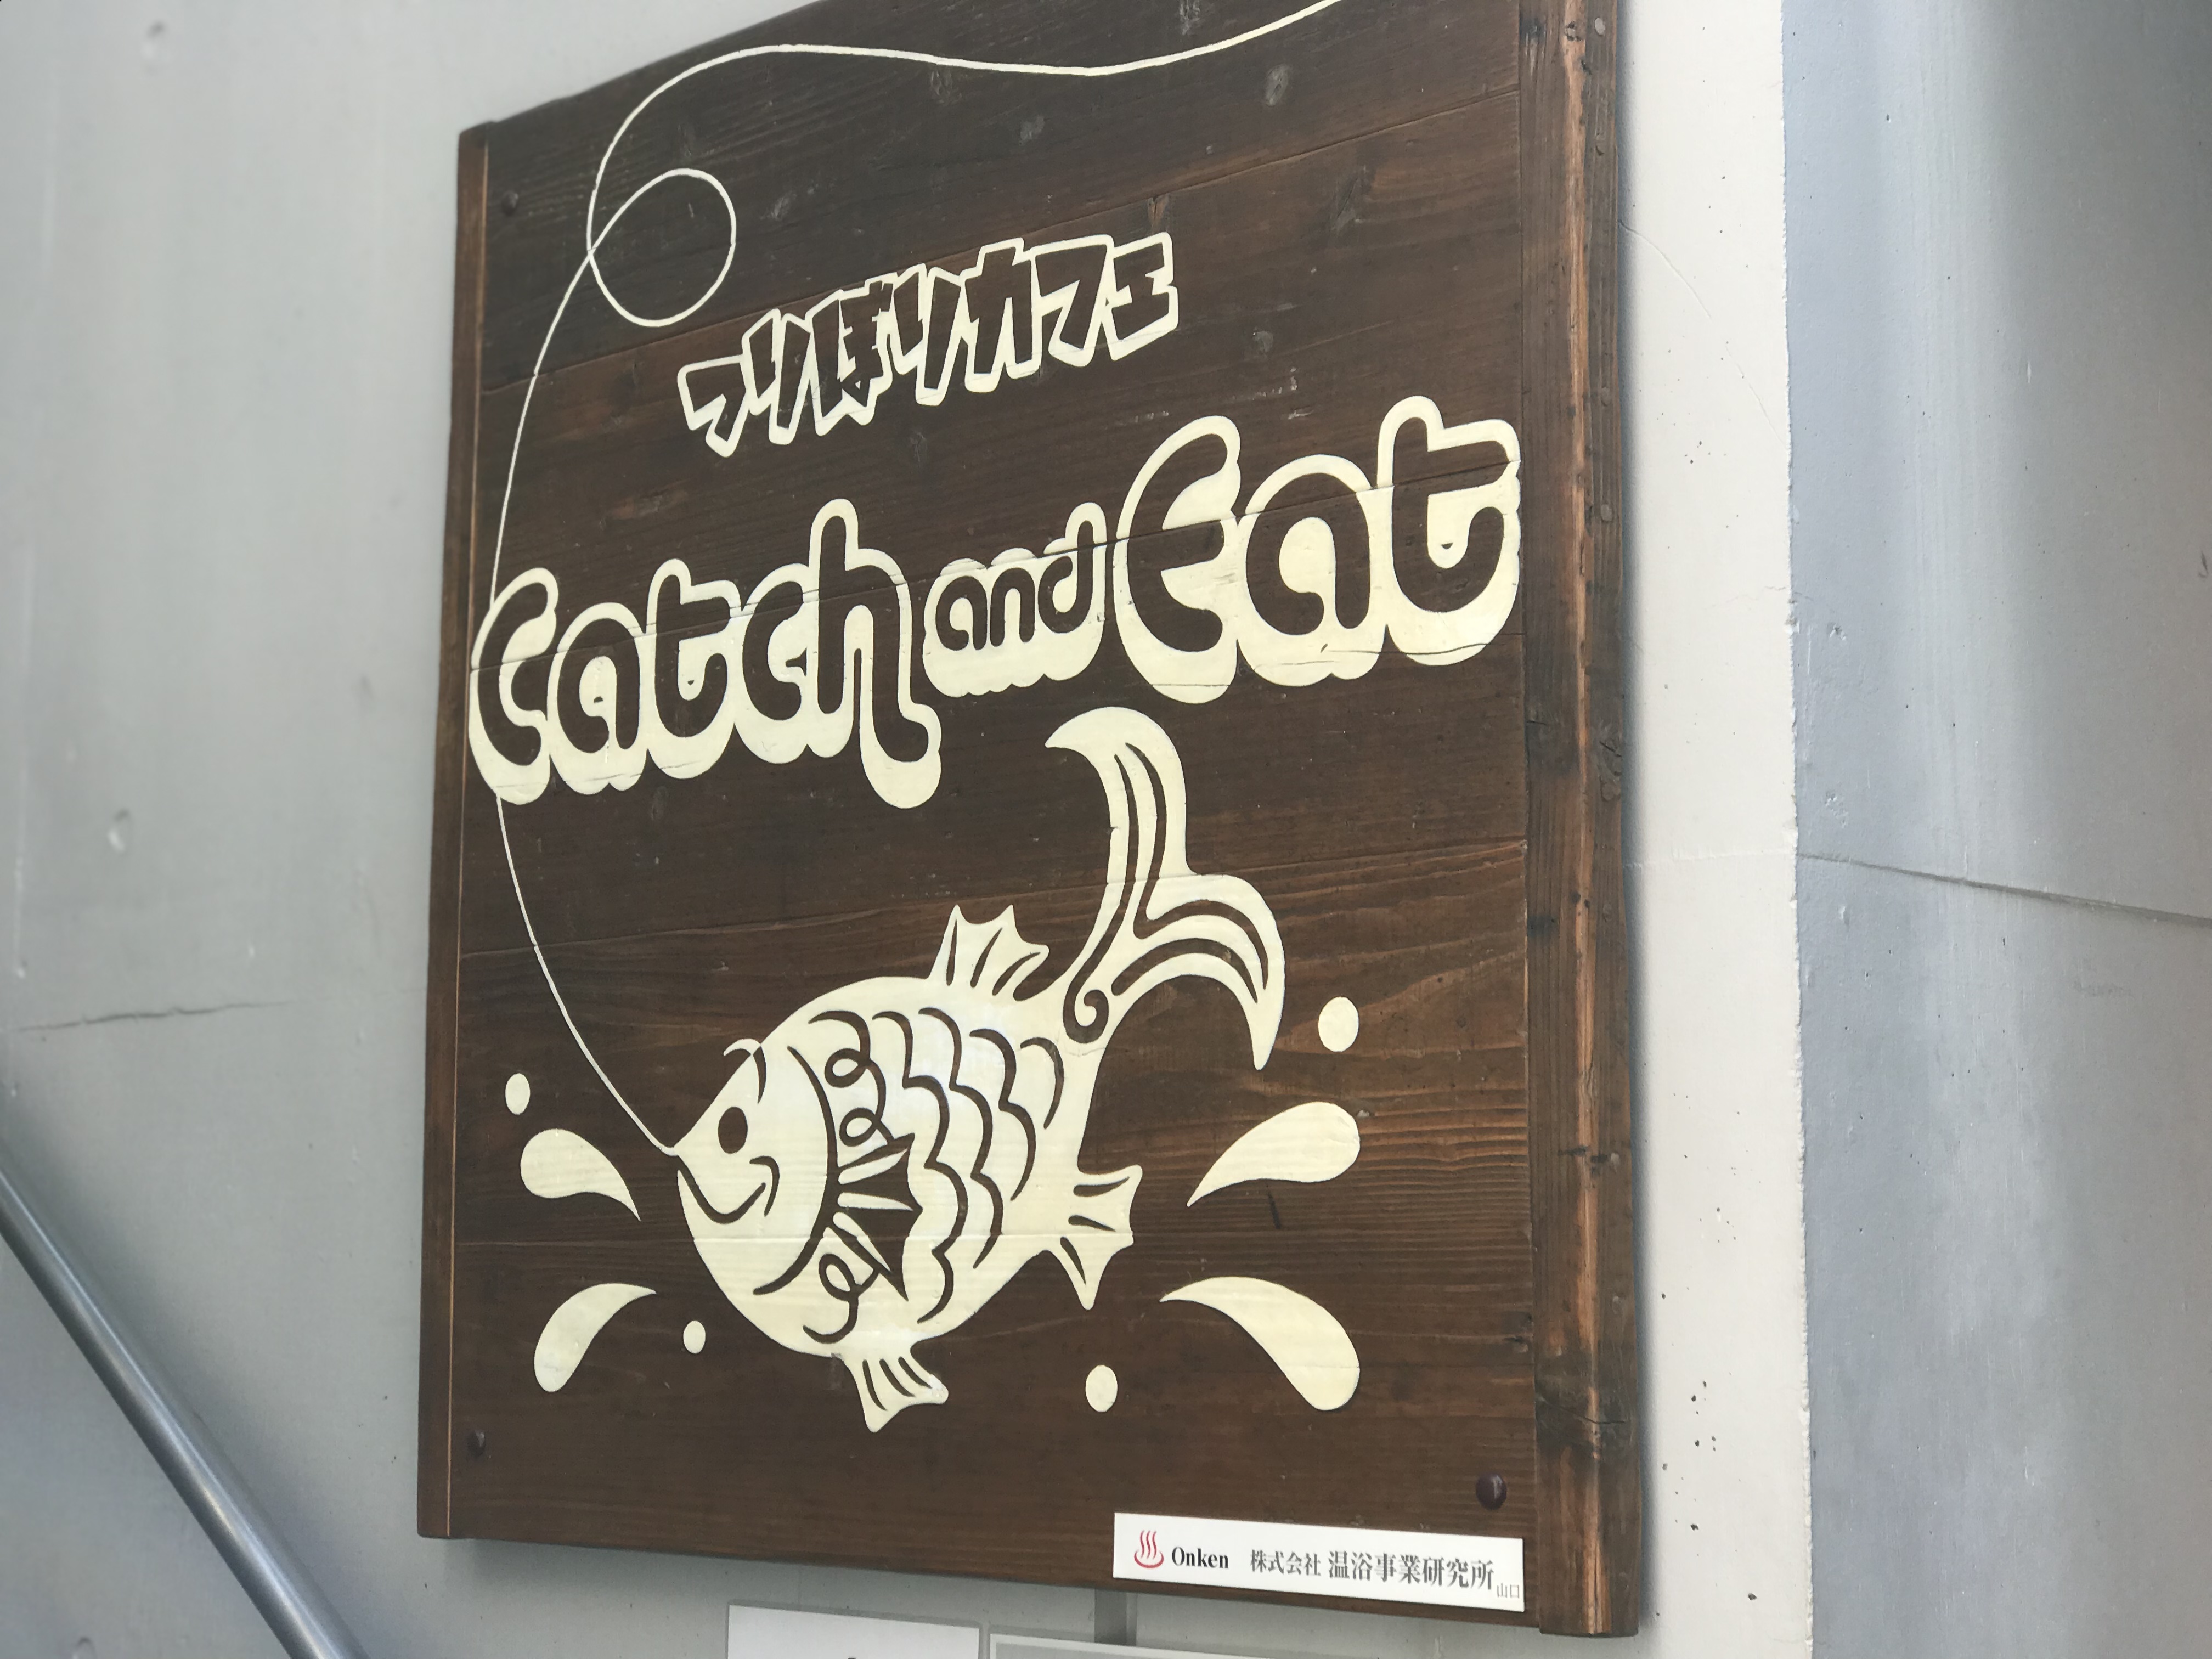 つりぼりカフェ
Catch and Eat
Onken 株式会社 温浴事業研究所 山口